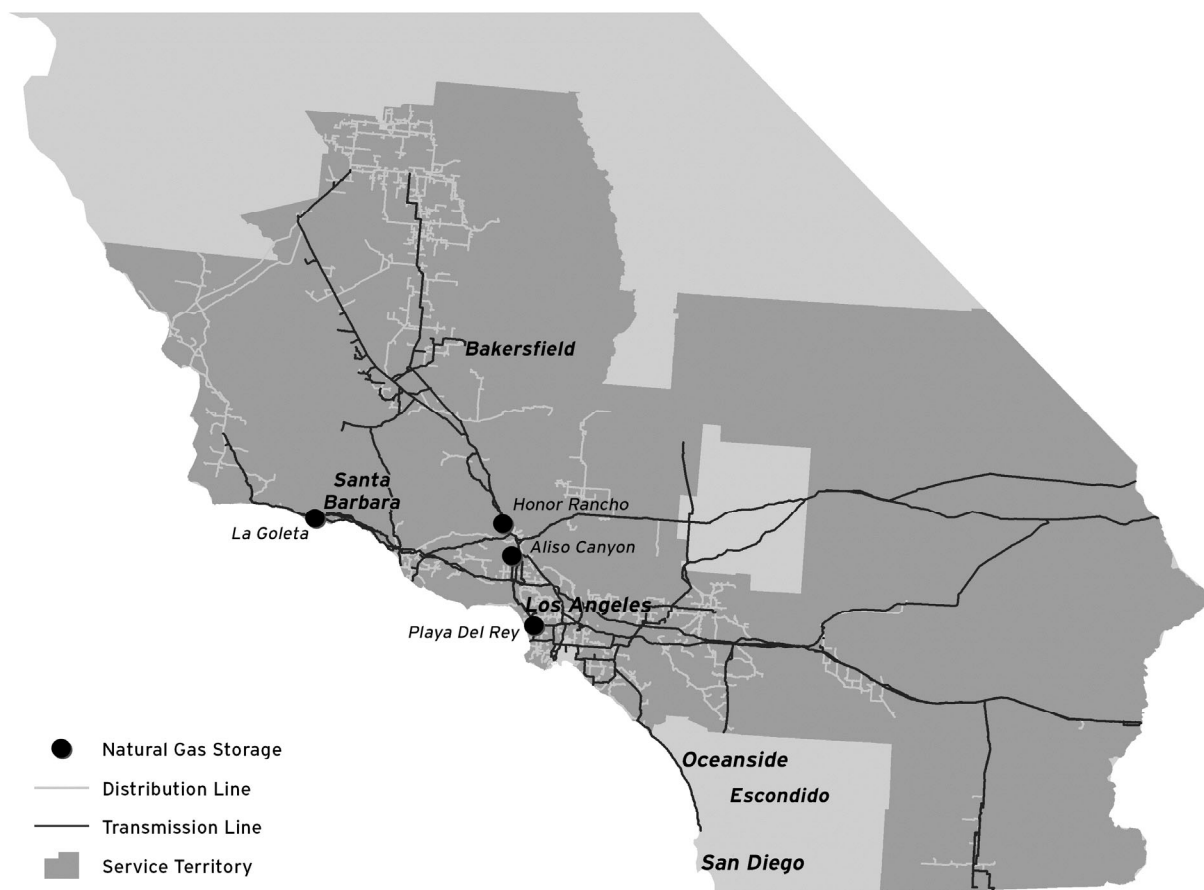 Bakersfield
Santa
Barbara
Honor Rancho
La Goleta
Aliso Canyon
Los Angeles
Playa Del Rey
Natural Gas Storage
Oceanside
Distribution Line
Escondido
Transmission Line
San Diego
Service Territory